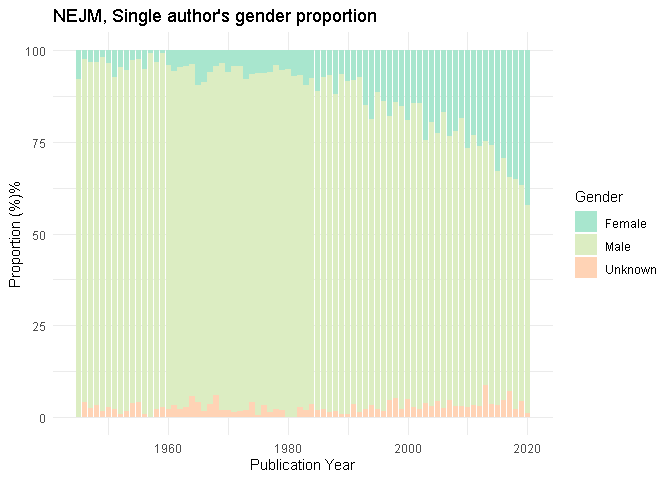 NEJM, Single author's gender proportion
100
75
50
25
0
Proportion (%)%
1960
1980
2000
2020
Publication Year
Gender
Female
Male
Unknown